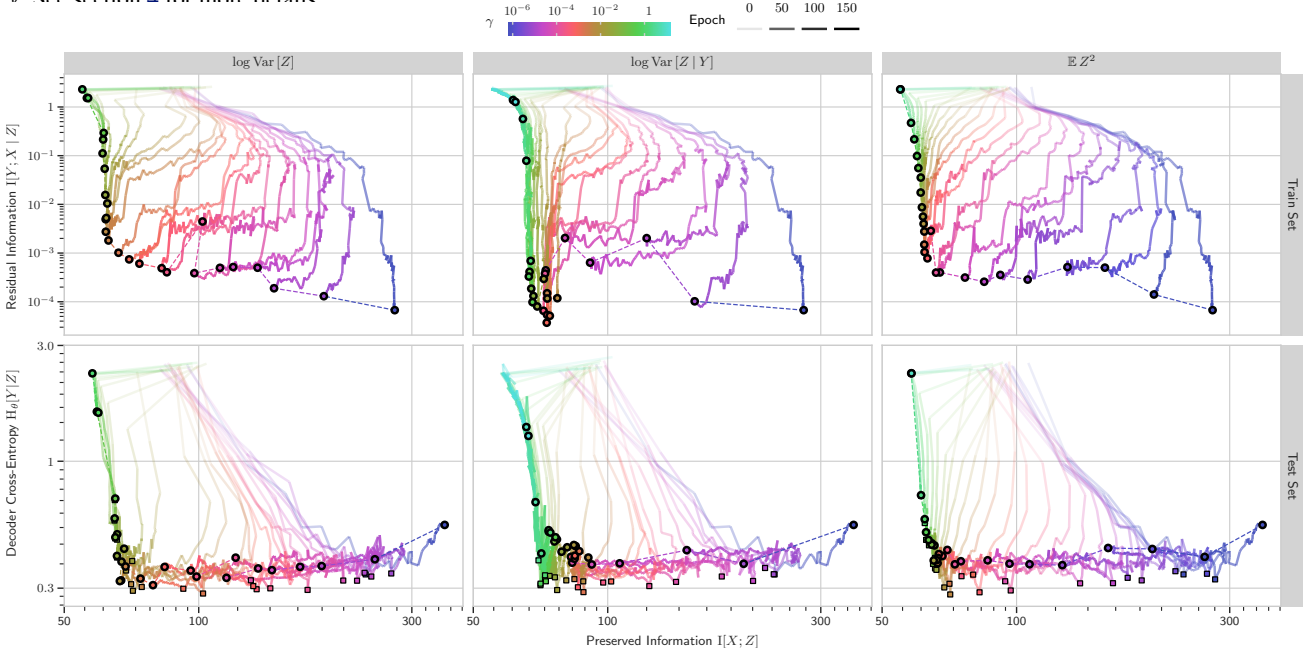 γ 10⁻⁶ 10⁻⁴ 10⁻² 1 Epoch 0 50 100 150
log Var [Z] log Var [Z | Y] 𝔼 Z²
Residual Information I[Y; X | Z]
1
10⁻¹
10⁻²
10⁻³
10⁻⁴
Train Set
Decoder Cross-Entropy H_θ[Y|Z]
3.0
1
0.3
Test Set
50 100 300 100 300 100 300
Preserved Information I[X; Z]